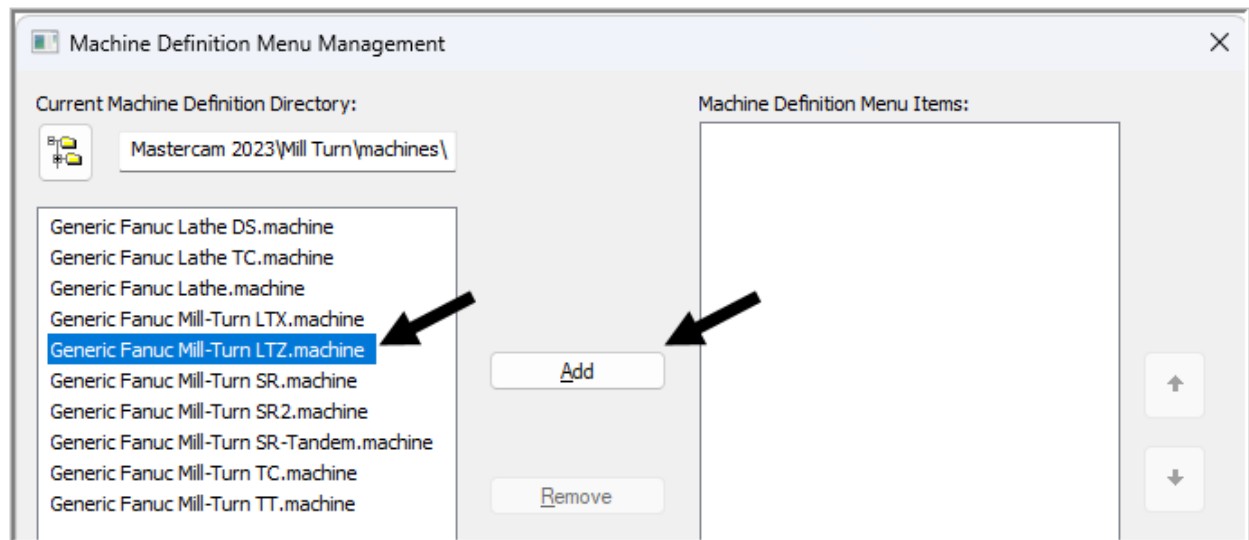 Machine Definition Menu Management
Current Machine Definition Directory:
Machine Definition Menu Items:
Mastercam 2023\Mill Turn\machines\
Generic Fanuc Lathe DS.machine
Generic Fanuc Lathe TC.machine
Generic Fanuc Lathe.machine
Generic Fanuc Mill-Turn LTX.machine
Generic Fanuc Mill-Turn LTZ.machine
Generic Fanuc Mill-Turn SR.machine
Generic Fanuc Mill-Turn SR2.machine
Generic Fanuc Mill-Turn SR-Tandem.machine
Generic Fanuc Mill-Turn TC.machine
Generic Fanuc Mill-Turn TT.machine
Add
Remove